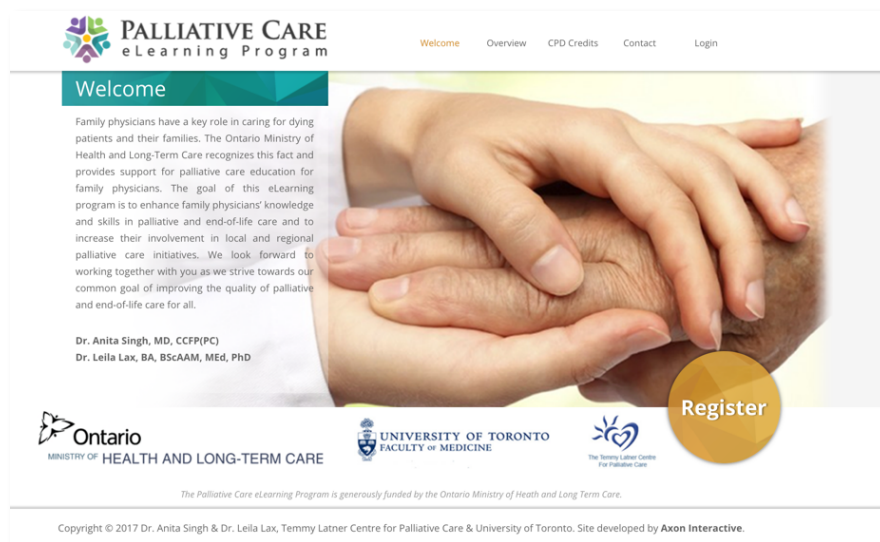 PALLIATIVE CARE
eLearning Program
Welcome
Overview
CPD Credits
Contact
Login
Welcome
Family physicians have a key role in caring for dying
patients and their families. The Ontario Ministry of
Health and Long-Term Care recognizes this fact and
provides support for palliative care education for
family physicians. The goal of this eLearning
program is to enhance family physicians' knowledge
and skills in palliative and end-of-life care and to
increase their involvement in local and regional
palliative care initiatives. We look forward to
working together with you as we strive towards our
common goal of improving the quality of palliative
and end-of-life care for all.
Dr. Anita Singh, MD, CCFP(PC)
Dr. Leila Lax, BA, BScAAM, MEd, PhD
Register
Ontario
MINISTRY OF HEALTH AND LONG-TERM CARE
UNIVERSITY OF TORONTO
FACULTY OF MEDICINE
The Temmy Latner Centre
For Palliative Care
The Palliative Care eLearning Program is generously funded by the Ontario Ministry of Heath and Long Term Care.
Copyright © 2017 Dr. Anita Singh & Dr. Leila Lax, Temmy Latner Centre for Palliative Care & University of Toronto. Site developed by Axon Interactive.